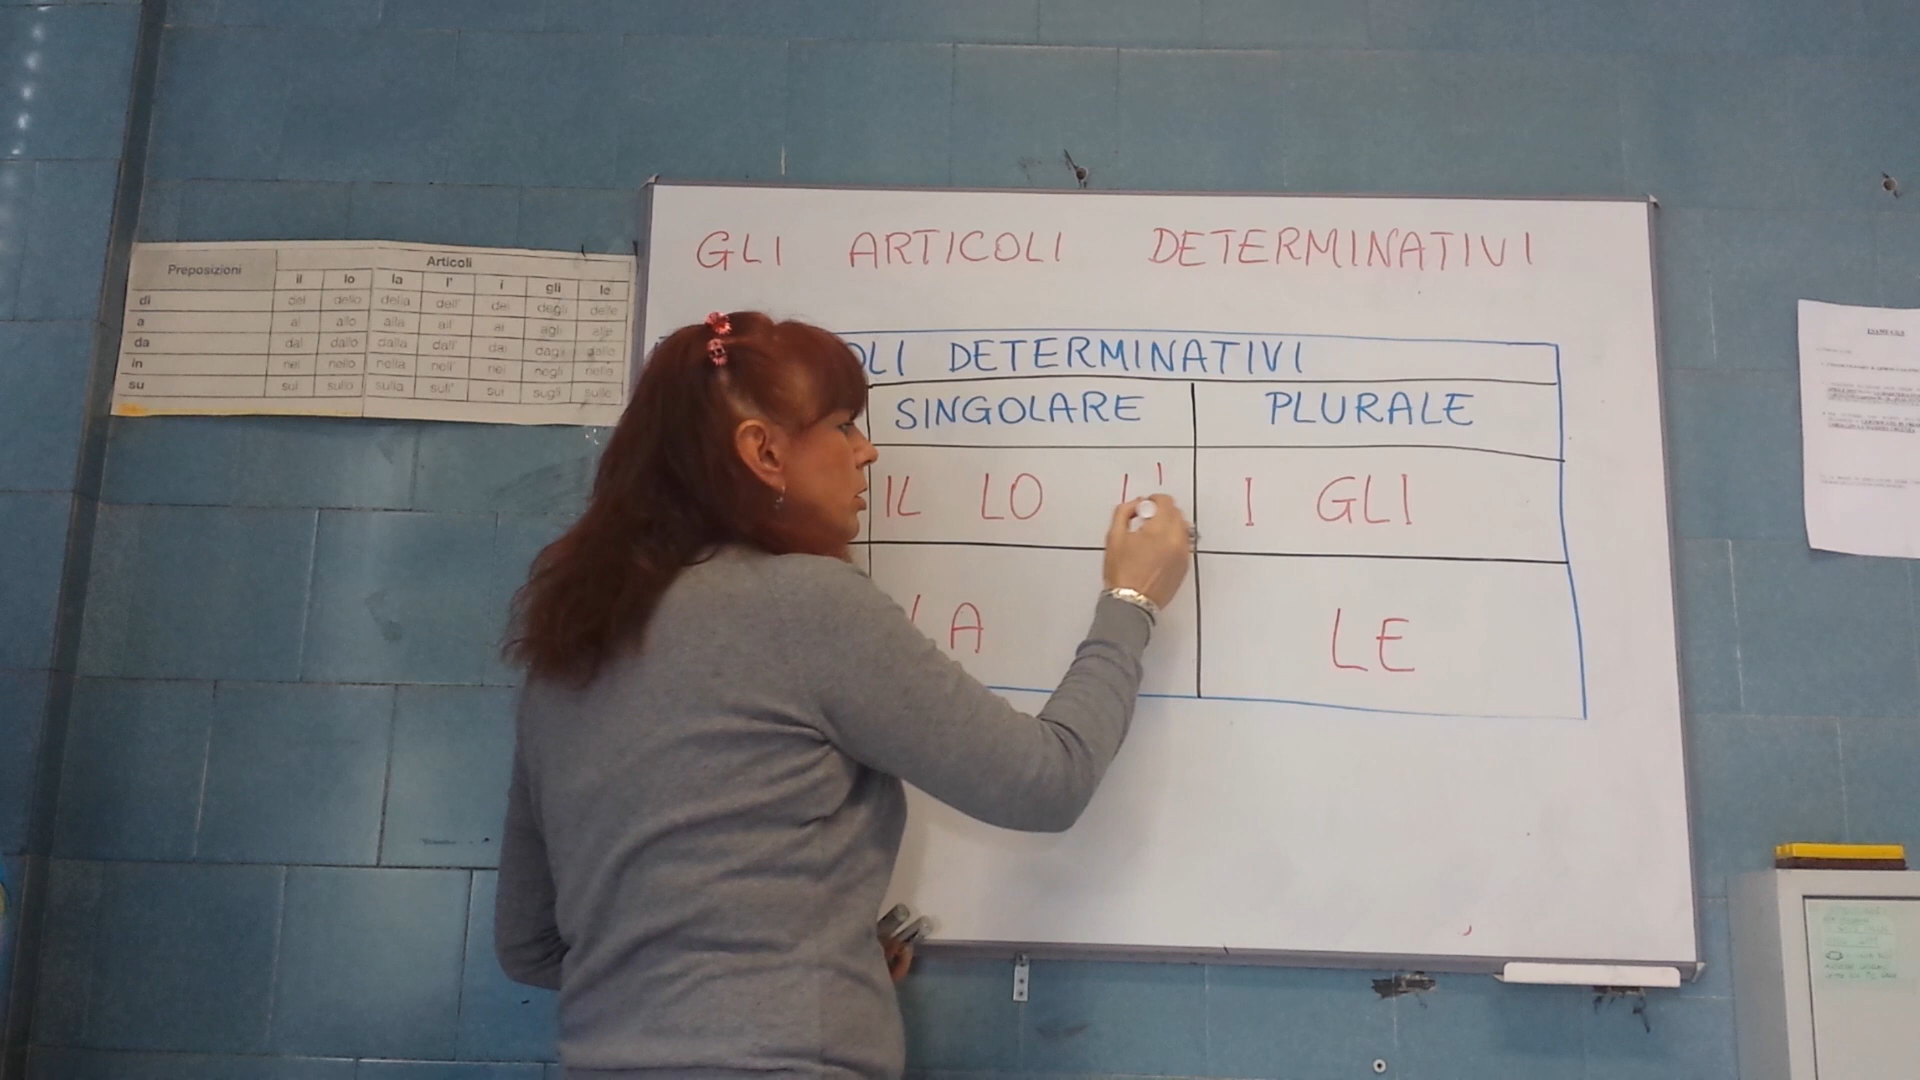 GLI ARTICOLI DETERMINATIVI
OLI DETERMINATIVI
SINGOLARE PLURALE
IL LO L' I GLI
LA LE
Preposizioni Articoli
il lo la l' i gli le
di del dello della dell' dei degli delle
a al allo alla all' ai agli alle
da dal dallo dalla dall' dai dagli dalle
in nel nello nella nell' nei negli nelle
su sul sullo sulla sull' sui sugli sulle